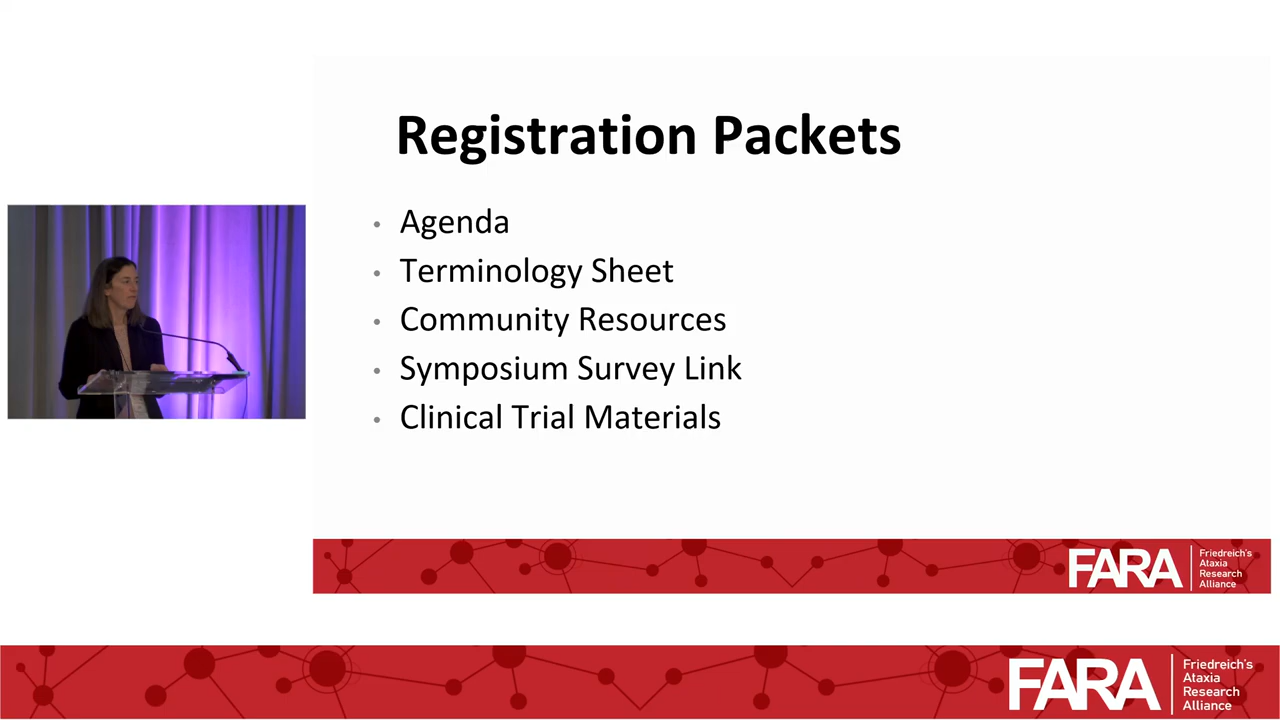 Registration Packets
• Agenda
• Terminology Sheet
• Community Resources
• Symposium Survey Link
• Clinical Trial Materials
FARA
Friedreich's
Ataxia
Research
Alliance
FARA
Friedreich's
Ataxia
Research
Alliance